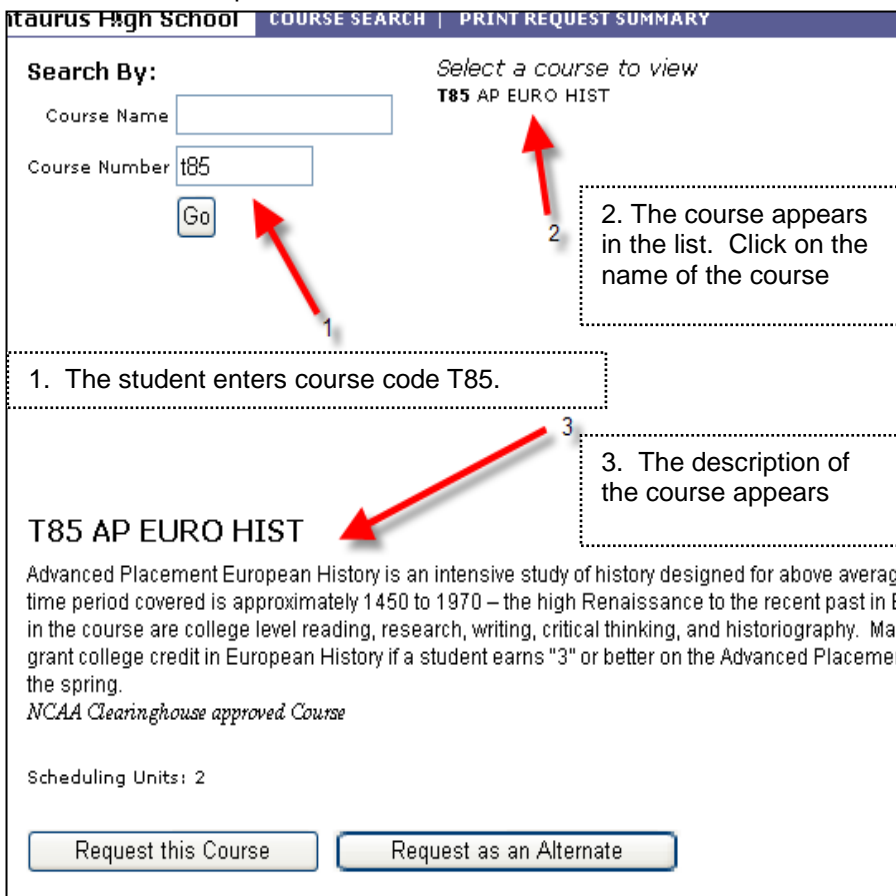 ntaurus High School COURSE SEARCH | PRINT REQUEST SUMMARY
Search By:
Course Name
Course Number t85
Go
Select a course to view
T85 AP EURO HIST
2
2. The course appears
in the list. Click on the
name of the course
1
1. The student enters course code T85.
3
3. The description of
the course appears
T85 AP EURO HIST
Advanced Placement European History is an intensive study of history designed for above averag
time period covered is approximately 1450 to 1970 – the high Renaissance to the recent past in E
in the course are college level reading, research, writing, critical thinking, and historiography. Ma
grant college credit in European History if a student earns "3" or better on the Advanced Placeme
the spring.
NCAA Clearinghouse approved Course
Scheduling Units: 2
Request this Course Request as an Alternate